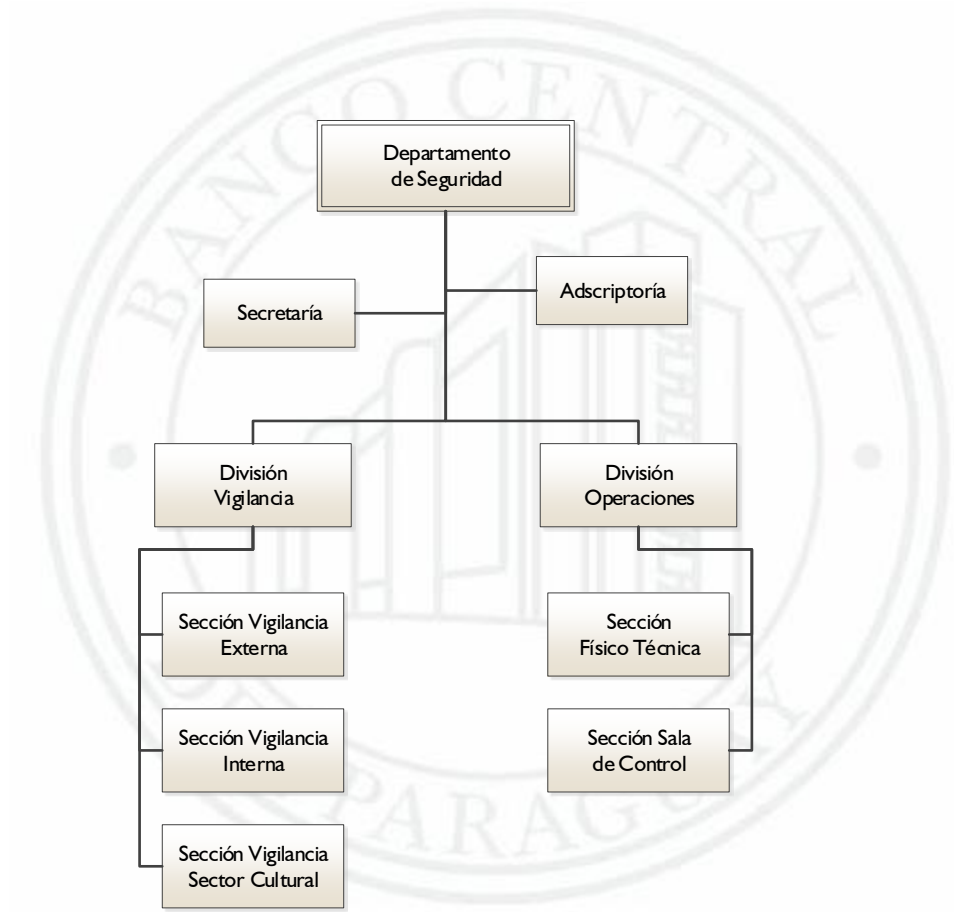 BANCO CENTRAL
DEL PARAGUAY
Departamento
de Seguridad
Adscriptoría
Secretaría
División
Vigilancia
División
Operaciones
Sección Vigilancia
Externa
Sección
Físico Técnica
Sección Vigilancia
Interna
Sección Sala
de Control
Sección Vigilancia
Sector Cultural